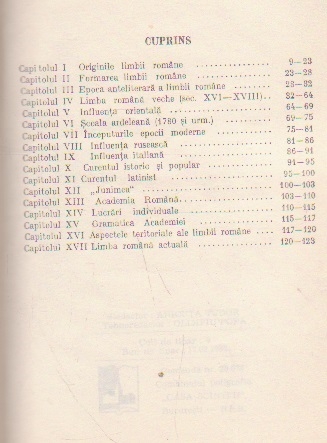 CUPRINS
Capitolul I Originile limbii române 9—23
Capitolul II Formarea limbii române 23—28
Capitolul III Epoca anteliterară a limbii române 28—32
Capitolul IV Limba română veche (sec. XVI—XVIII) 32—64
Capitolul V Influența orientală 64—69
Capitolul VI Școala ardeleană (1780 și urm.) 69—75
Capitolul VII Începuturile epocii moderne 75—81
Capitolul VIII Influența rusească 81—86
Capitolul IX Influența italiană 86—91
Capitolul X Curentul istoric și popular 91—95
Capitolul XI Curentul latinist 95—100
Capitolul XII „Junimea” 100—103
Capitolul XIII Academia Română 103—110
Capitolul XIV Lucrări individuale 110—115
Capitolul XV Gramatica Academiei 115—117
Capitolul XVI Aspectele teritoriale ale limbii române 117—120
Capitolul XVII Limba română actuală 120—123